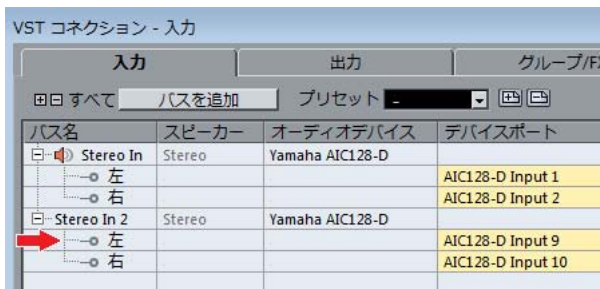 VST コネクション - 入力
入力 出力 グループ/F
すべて バスを追加 プリセット -
バス名 スピーカー オーディオデバイス デバイスポート
Stereo In Stereo Yamaha AIC128-D
左 AIC128-D Input 1
右 AIC128-D Input 2
Stereo In 2 Stereo Yamaha AIC128-D
左 AIC128-D Input 9
右 AIC128-D Input 10